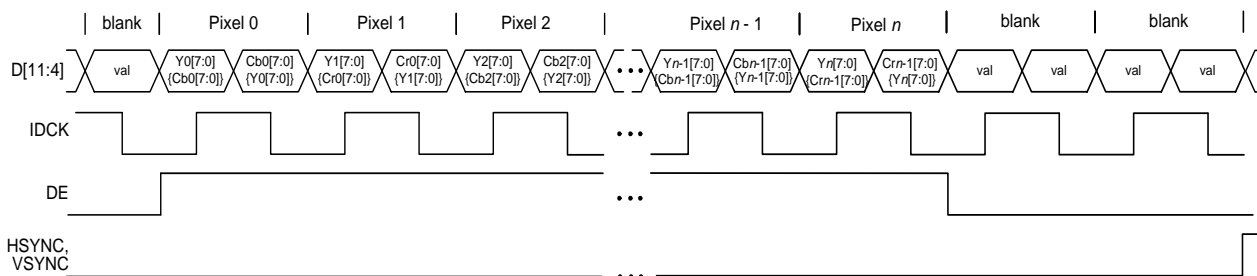 | blank | Pixel 0 | Pixel 1 | Pixel 2 | Pixel n - 1 | Pixel n | blank | blank |
D[11:4] val Y0[7:0] Cb0[7:0] Y1[7:0] Cr0[7:0] Y2[7:0] Cb2[7:0] ••• Yn-1[7:0] Cbn-1[7:0] Yn[7:0] Crn-1[7:0] val val val val
{Cb0[7:0]} {Y0[7:0]} {Cr0[7:0]} {Y1[7:0]} {Cb2[7:0]} {Y2[7:0]} {Cbn-1[7:0]} {Yn-1[7:0]} {Crn-1[7:0]} {Yn[7:0]}
IDCK •••
DE •••
HSYNC,
VSYNC •••